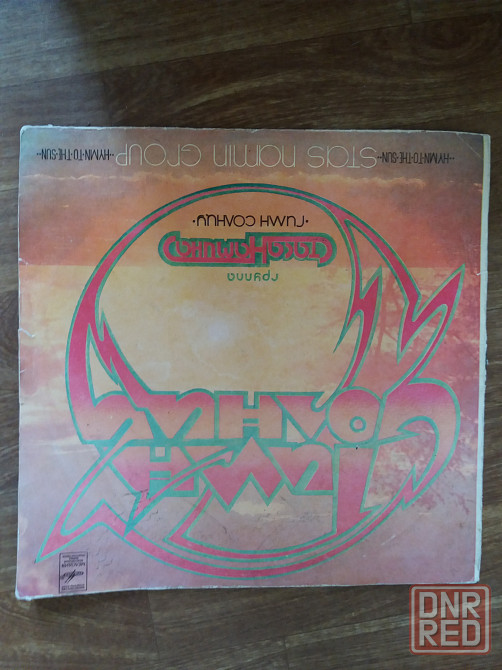 ГИМН
СОЛНЦУ
группа
Стаса Намина
•ГИМН СОЛНЦУ•
--HYMN·TO·THE·SUN-- stas namin group --HYMN·TO·THE·SUN--
DNR
RED